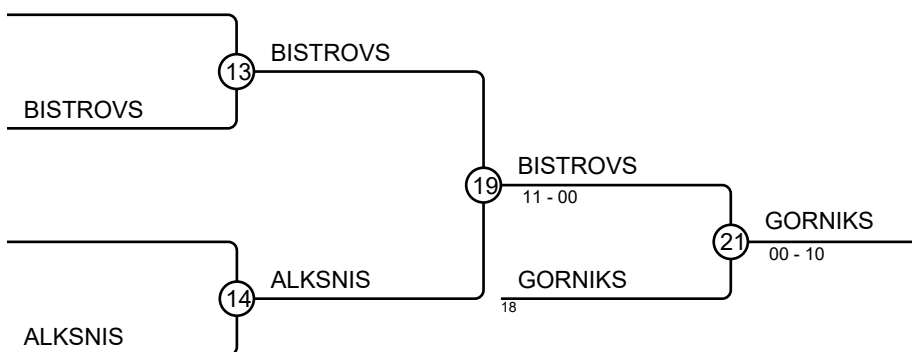 BISTROVS
13
BISTROVS
BISTROVS
19
11 - 00
GORNIKS
21
00 - 10
ALKSNIS
14
GORNIKS
18
ALKSNIS